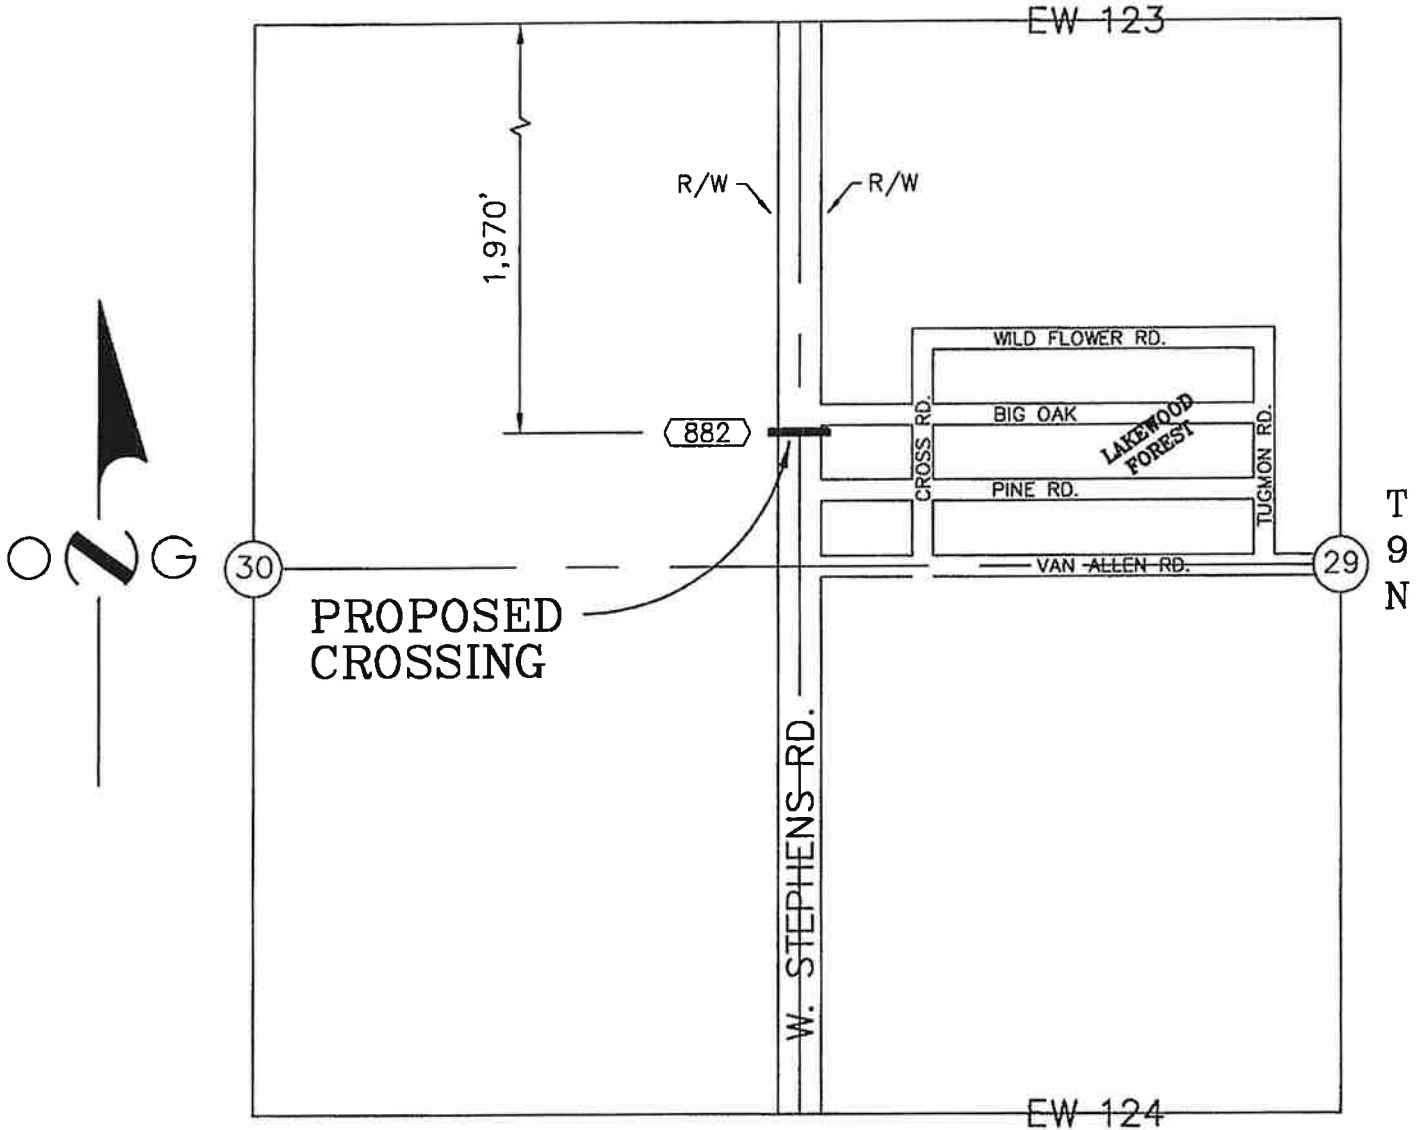 EW 123
R/W
R/W
1,970'
WILD FLOWER RD.
BIG OAK
LAKEWOOD
FOREST
CROSS RD.
TUGMON RD.
882
PINE RD.
T
9
N
O N G
30
VAN ALLEN RD.
29
PROPOSED
CROSSING
W. STEPHENS RD.
EW 124